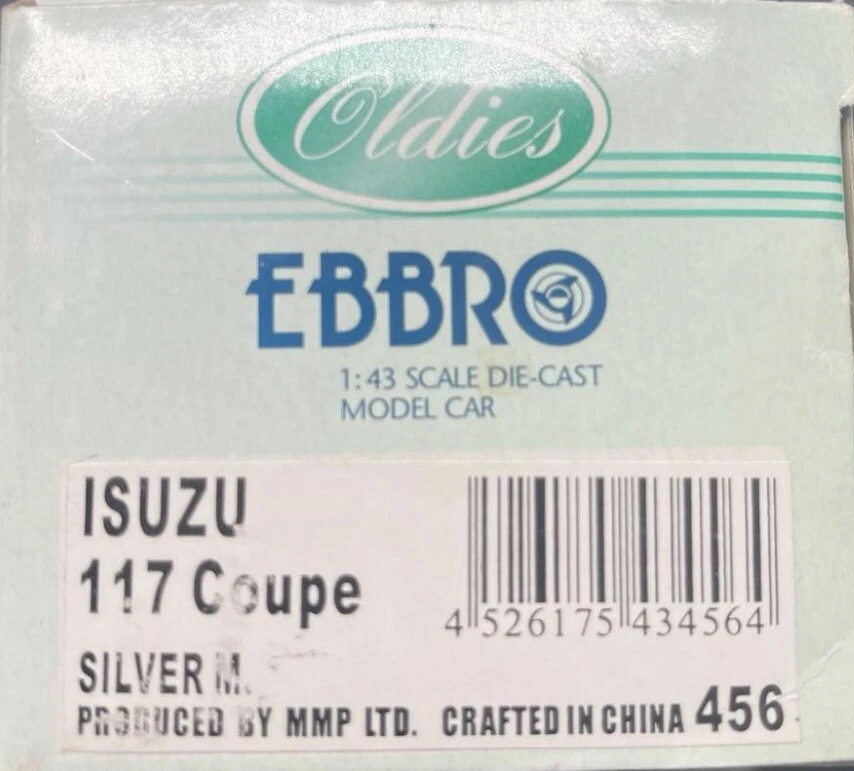 Oldies
EBBRO
1:43 SCALE DIE-CAST
MODEL CAR
ISUZU
117 Coupe
SILVER M.
PRODUCED BY MMP LTD. CRAFTED IN CHINA 456
4 526175 434564